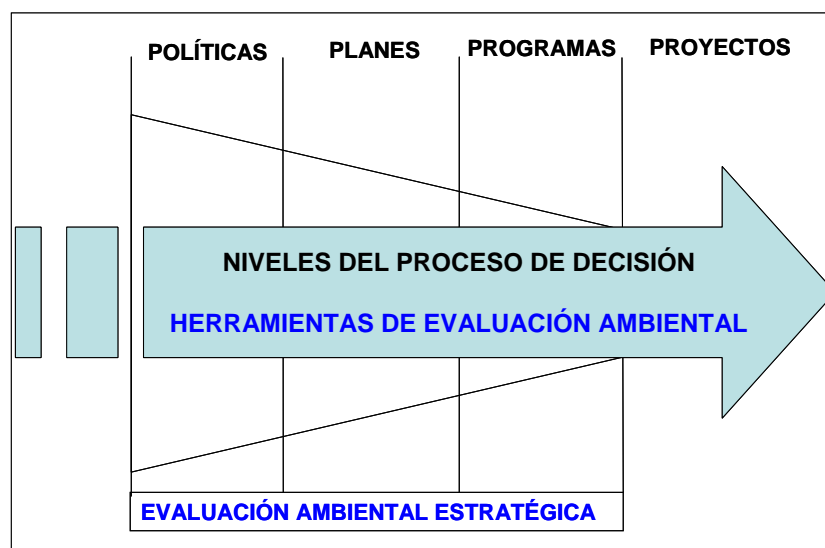 POLÍTICAS PLANES PROGRAMAS PROYECTOS
NIVELES DEL PROCESO DE DECISIÓN
HERRAMIENTAS DE EVALUACIÓN AMBIENTAL
EVALUACIÓN AMBIENTAL ESTRATÉGICA